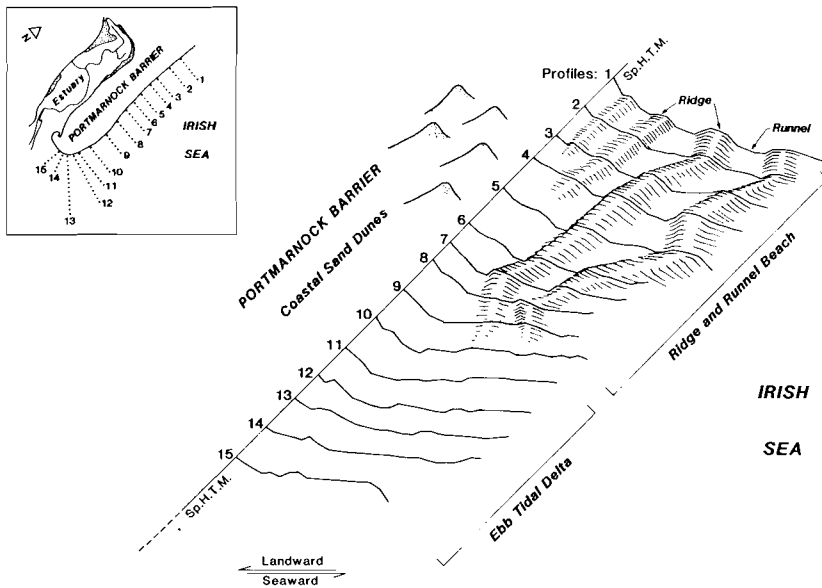 N
Estuary
PORTMARNOCK BARRIER
IRISH
SEA
1
2
3
4
5
6
7
8
9
10
11
12
13
14
15
Profiles: 1
Sp.H.T.M.
Ridge
Runnel
2
3
4
5
6
7
8
9
10
11
12
13
14
15
Sp.H.T.M.
PORTMARNOCK BARRIER
Coastal Sand Dunes
Ridge and Runnel Beach
IRISH
SEA
Ebb Tidal Delta
Landward
Seaward